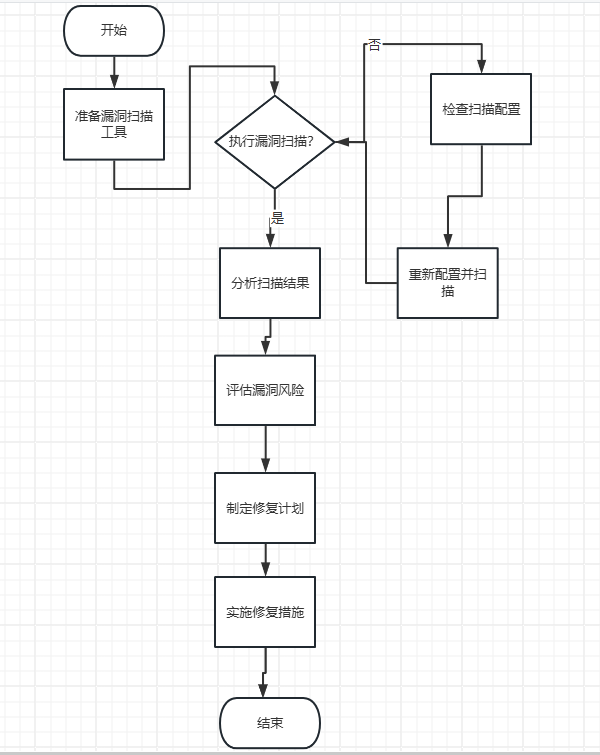 开始
准备漏洞扫描
工具
执行漏洞扫描?
否
检查扫描配置
是
分析扫描结果
重新配置并扫
描
评估漏洞风险
制定修复计划
实施修复措施
结束